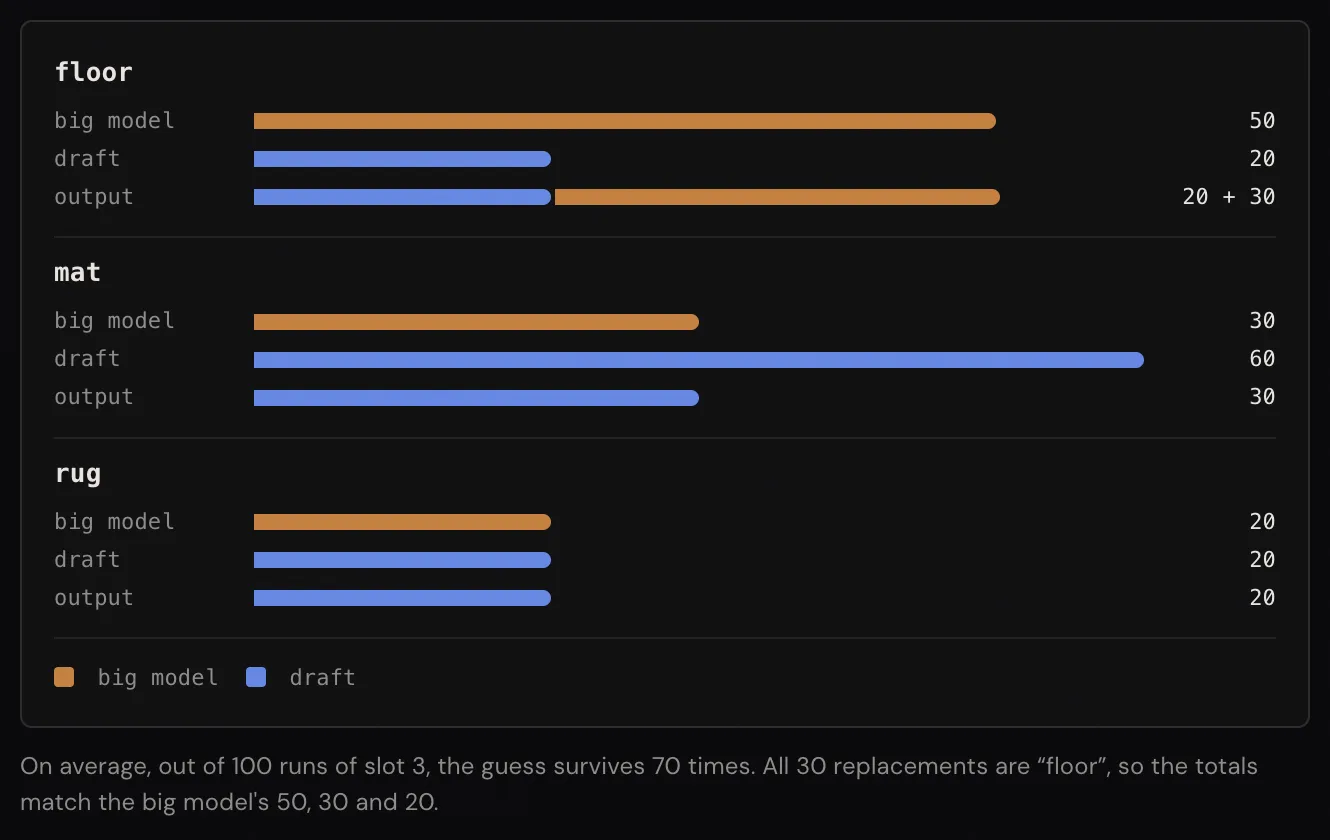 floor
big model 50
draft 20
output 20 + 30
mat
big model 30
draft 60
output 30
rug
big model 20
draft 20
output 20
big model draft
On average, out of 100 runs of slot 3, the guess survives 70 times. All 30 replacements are “floor”, so the totals
match the big model's 50, 30 and 20.